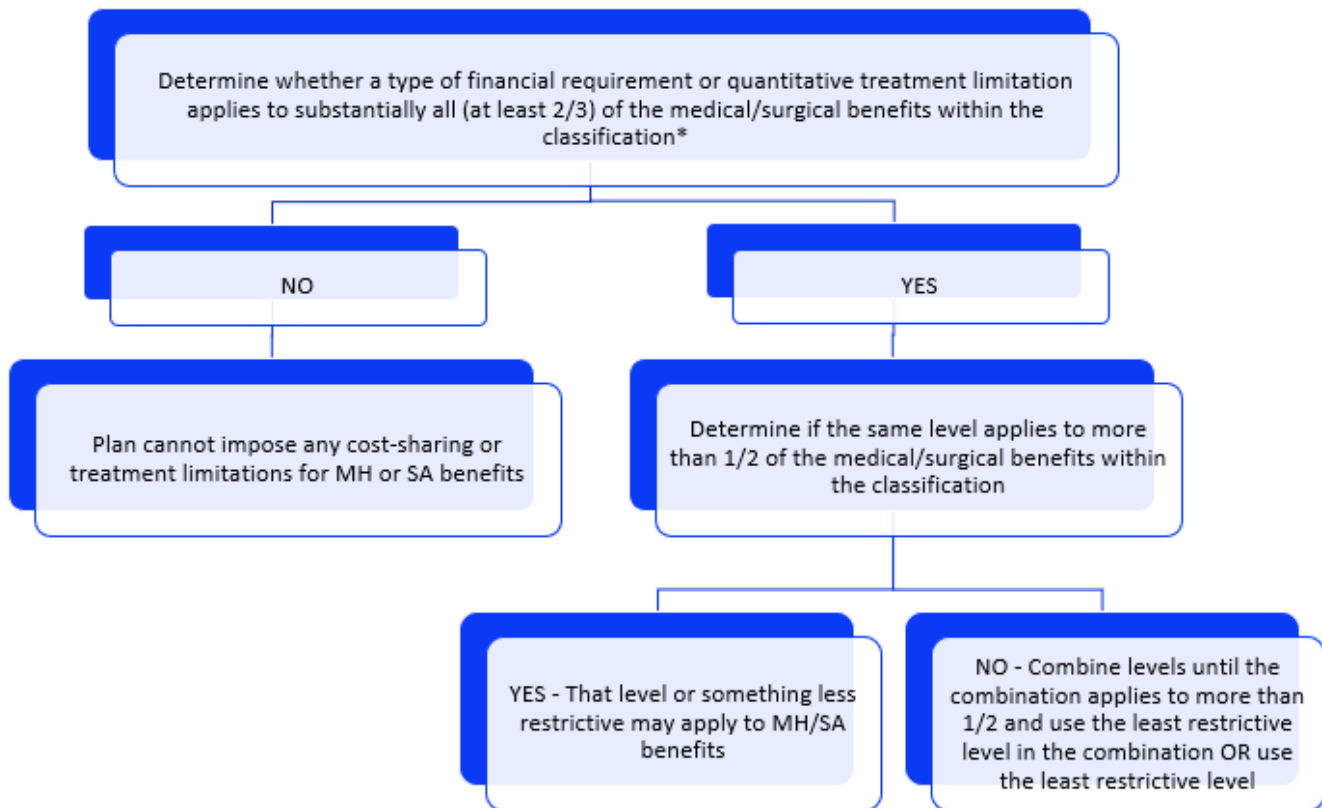 Determine whether a type of financial requirement or quantitative treatment limitation
applies to substantially all (at least 2/3) of the medical/surgical benefits within the
classification*
NO
YES
Plan cannot impose any cost-sharing or
treatment limitations for MH or SA benefits
Determine if the same level applies to more
than 1/2 of the medical/surgical benefits within
the classification
YES - That level or something less
restrictive may apply to MH/SA
benefits
NO - Combine levels until the
combination applies to more than
1/2 and use the least restrictive
level in the combination OR use
the least restrictive level